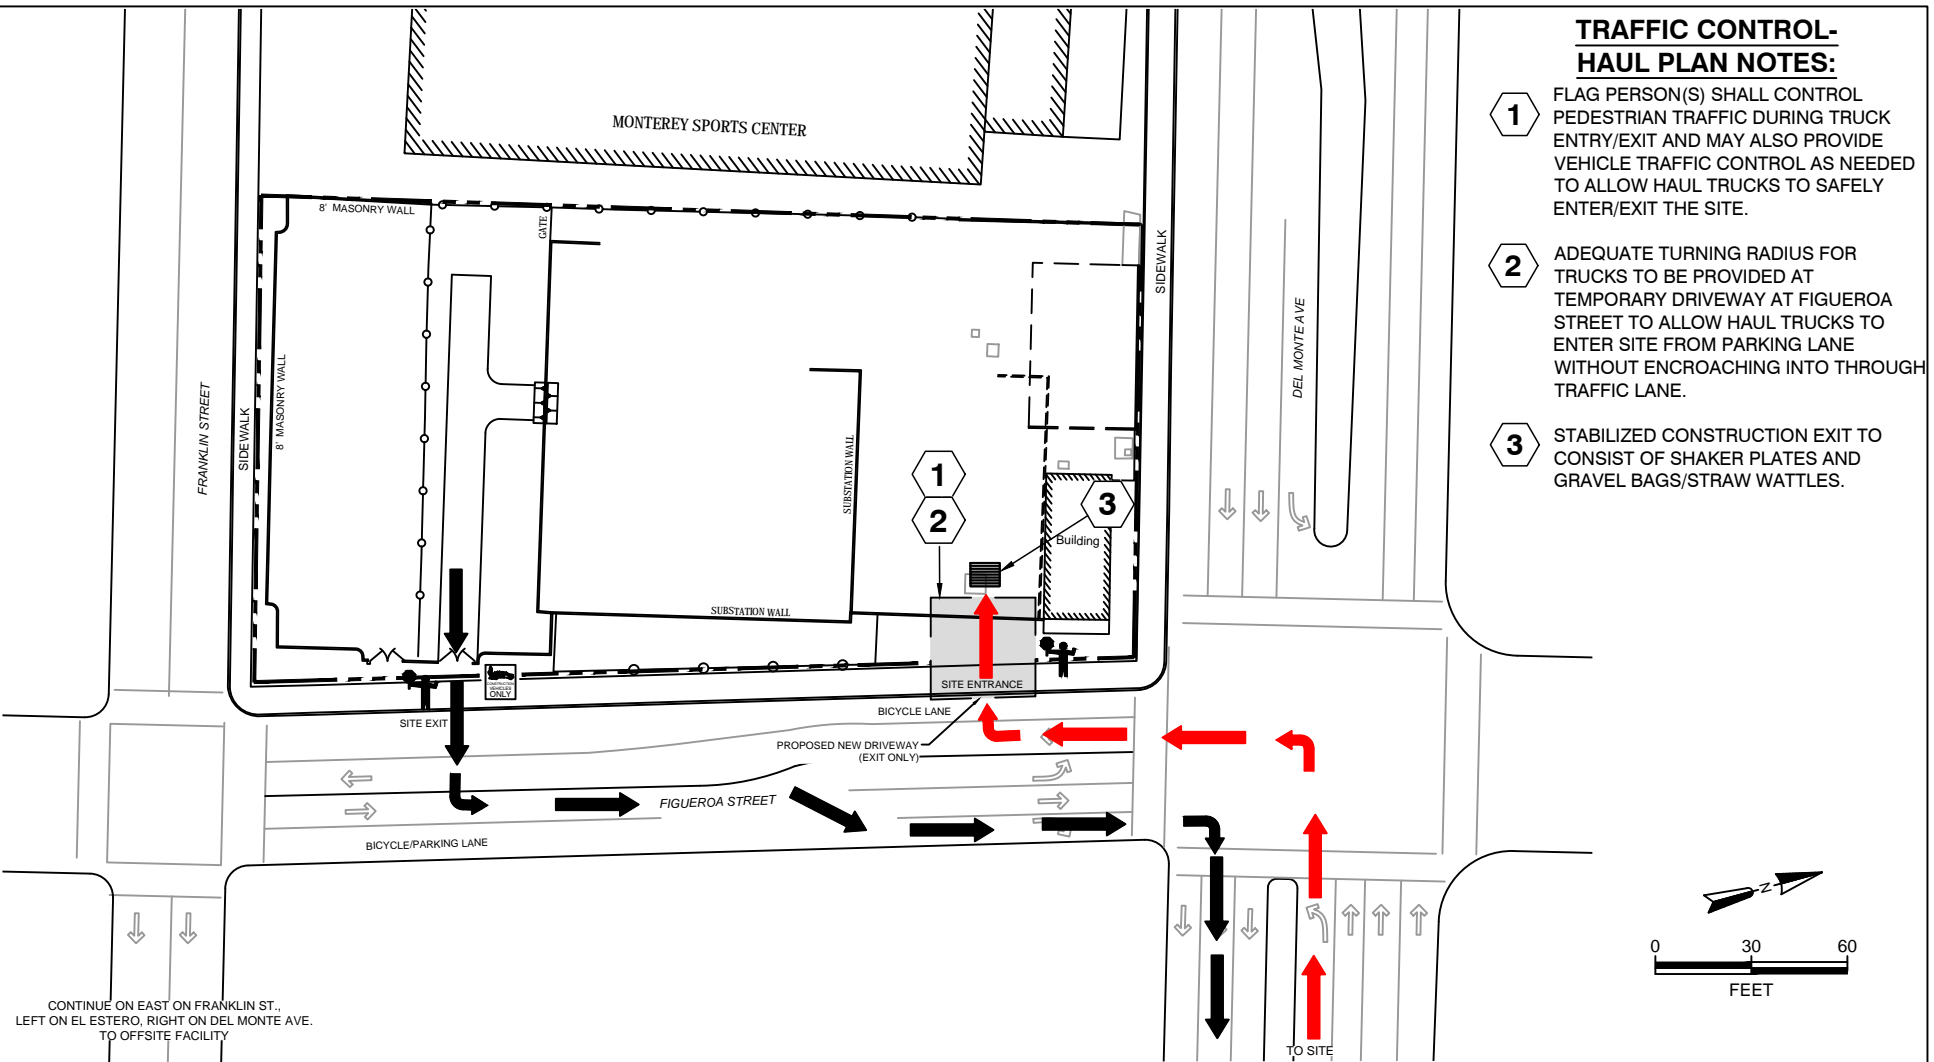 TRAFFIC CONTROL-
HAUL PLAN NOTES:
1
FLAG PERSON(S) SHALL CONTROL
PEDESTRIAN TRAFFIC DURING TRUCK
ENTRY/EXIT AND MAY ALSO PROVIDE
VEHICLE TRAFFIC CONTROL AS NEEDED
TO ALLOW HAUL TRUCKS TO SAFELY
ENTER/EXIT THE SITE.
2
ADEQUATE TURNING RADIUS FOR
TRUCKS TO BE PROVIDED AT
TEMPORARY DRIVEWAY AT FIGUEROA
STREET TO ALLOW HAUL TRUCKS TO
ENTER SITE FROM PARKING LANE
WITHOUT ENCROACHING INTO THROUGH
TRAFFIC LANE.
3
STABILIZED CONSTRUCTION EXIT TO
CONSIST OF SHAKER PLATES AND
GRAVEL BAGS/STRAW WATTLES.
MONTEREY SPORTS CENTER
8' MASONRY WALL
GATE
SIDEWALK
DEL MONTE AVE
FRANKLIN STREET
SIDEWALK
8' MASONRY WALL
SUBSTATION WALL
1
2
3
Building
SUBSTATION WALL
CONSTRUCTION
VEHICLES
ONLY
SITE ENTRANCE
SITE EXIT
BICYCLE LANE
PROPOSED NEW DRIVEWAY
(EXIT ONLY)
FIGUEROA STREET
BICYCLE/PARKING LANE
N
0 30 60
FEET
CONTINUE ON EAST ON FRANKLIN ST.,
LEFT ON EL ESTERO, RIGHT ON DEL MONTE AVE.
TO OFFSITE FACILITY
TO SITE